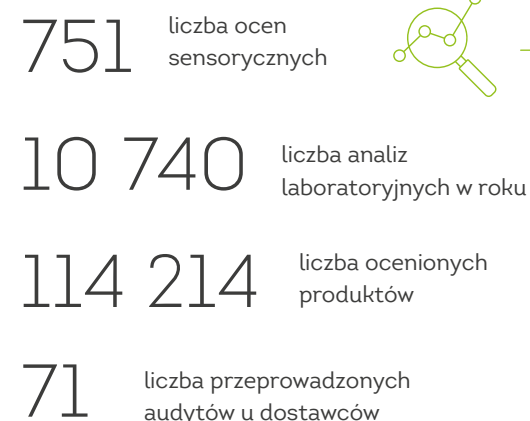 751
liczba ocen
sensorycznych
10 740
liczba analiz
laboratoryjnych w roku
114 214
liczba ocenionych
produktów
71
liczba przeprowadzonych
audytów u dostawców